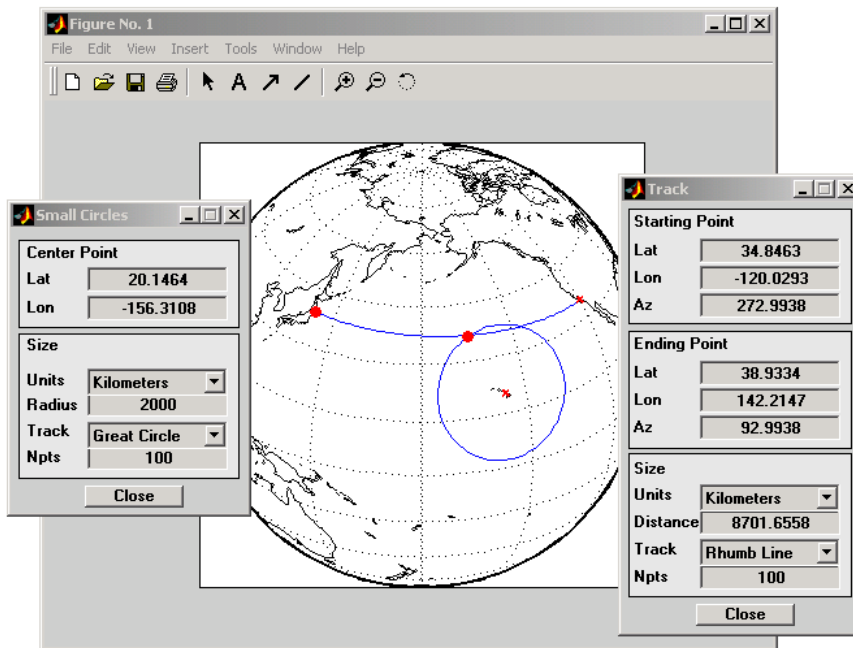 Figure No. 1
File Edit View Insert Tools Window Help
A
Small Circles
Center Point
Lat 20.1464
Lon -156.3108
Size
Units Kilometers
Radius 2000
Track Great Circle
Npts 100
Close
Track
Starting Point
Lat 34.8463
Lon -120.0293
Az 272.9938
Ending Point
Lat 38.9334
Lon 142.2147
Az 92.9938
Size
Units Kilometers
Distance 8701.6558
Track Rhumb Line
Npts 100
Close